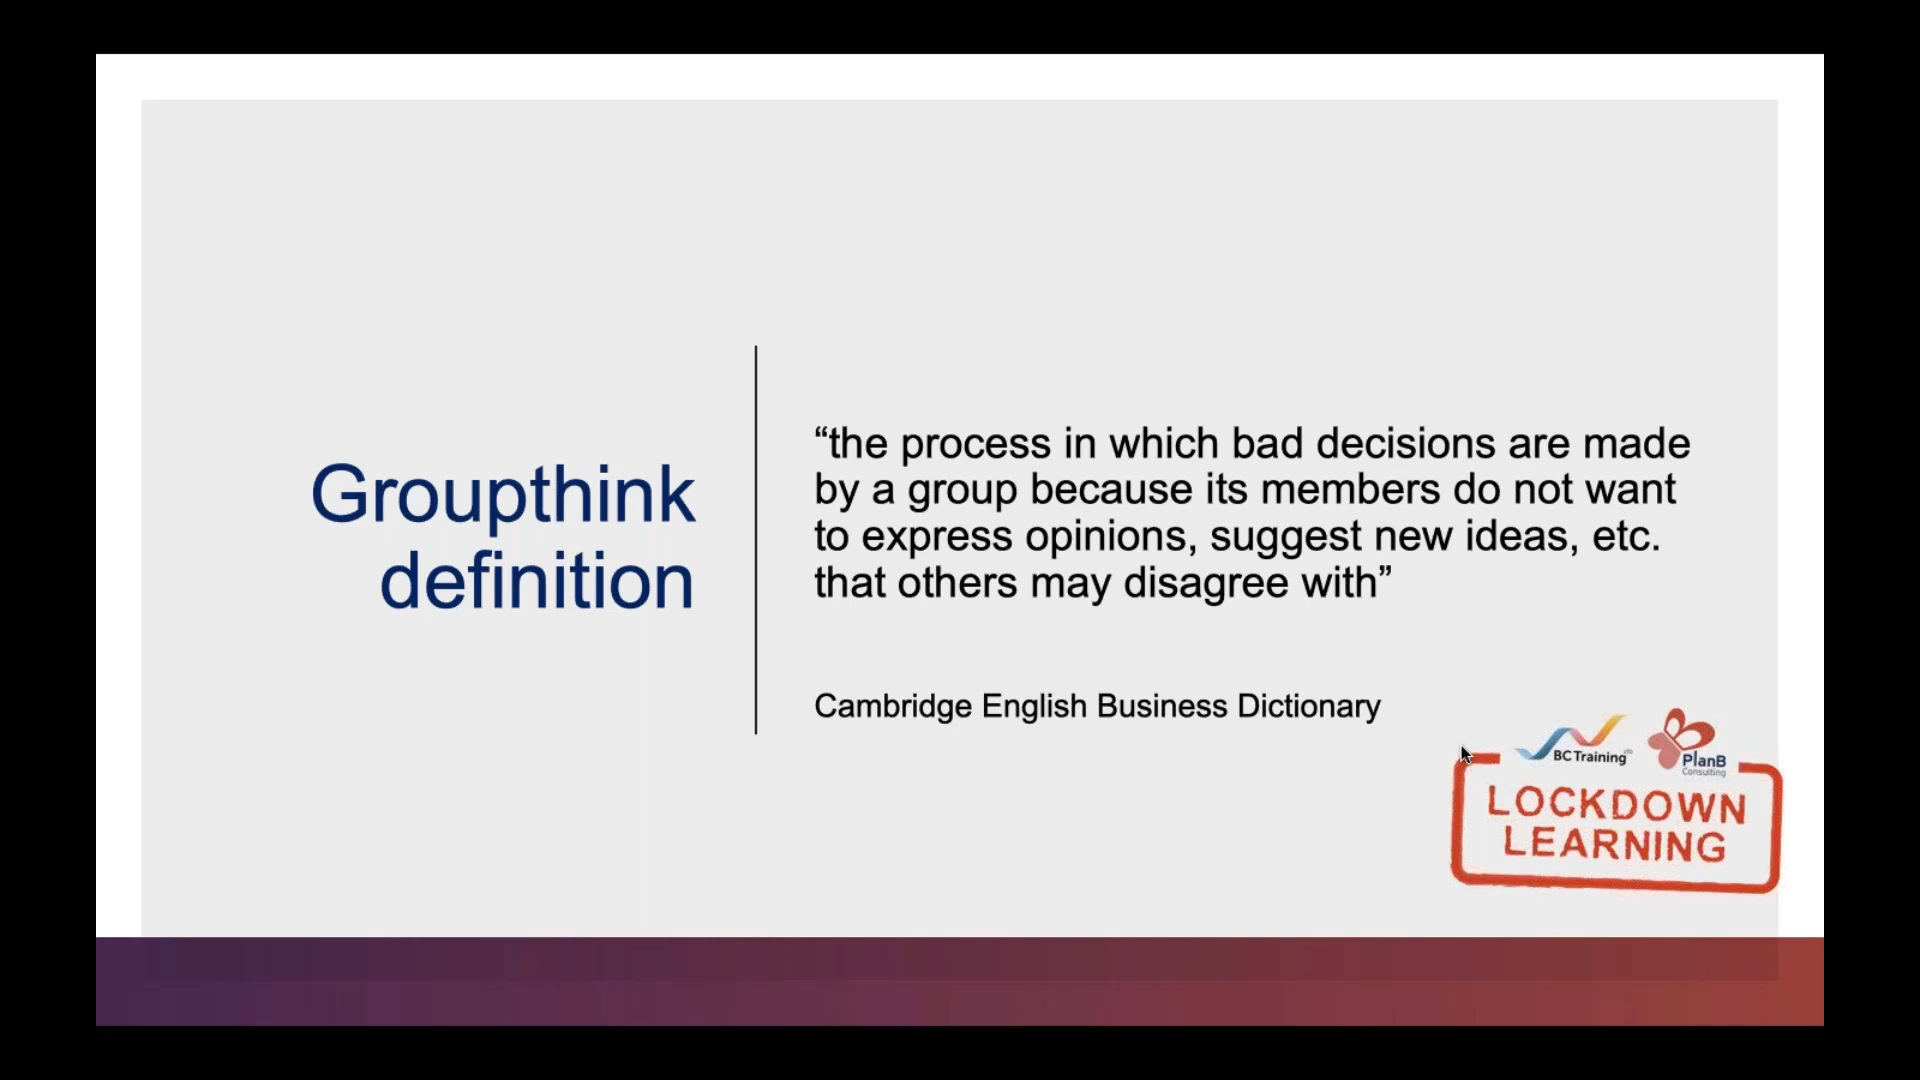 Groupthink
definition
“the process in which bad decisions are made
by a group because its members do not want
to express opinions, suggest new ideas, etc.
that others may disagree with”
Cambridge English Business Dictionary
BC Training
PlanB
Consulting
LOCKDOWN
LEARNING